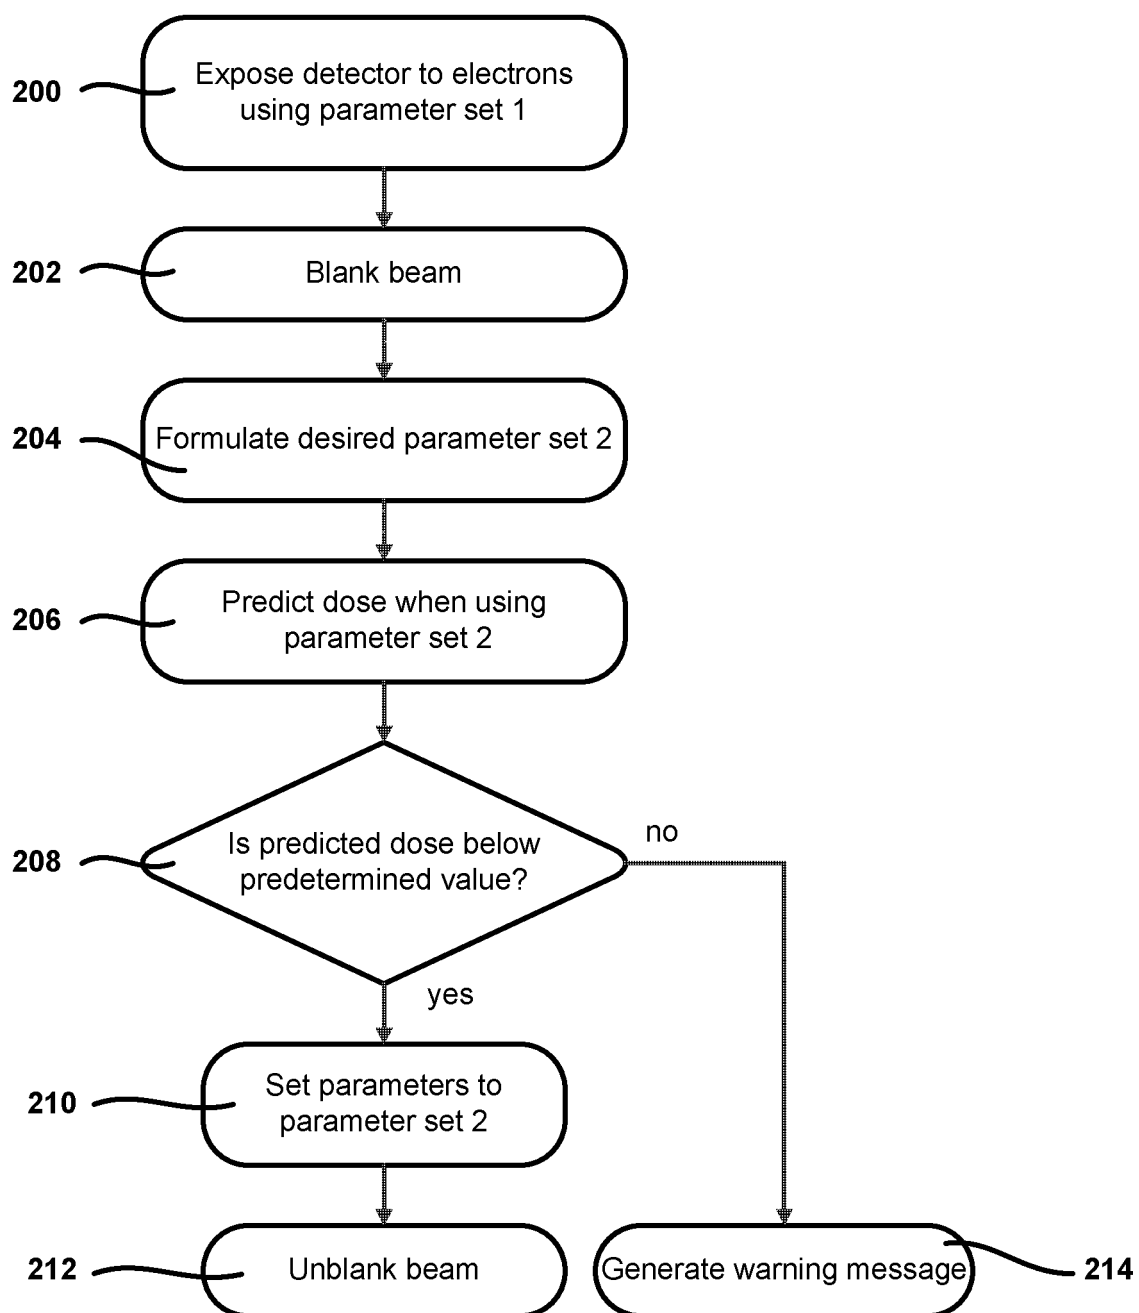 200
Expose detector to electrons
using parameter set 1
202
Blank beam
204
Formulate desired parameter set 2
206
Predict dose when using
parameter set 2
208
Is predicted dose below
predetermined value?
no
yes
210
Set parameters to
parameter set 2
212
Unblank beam
Generate warning message
214